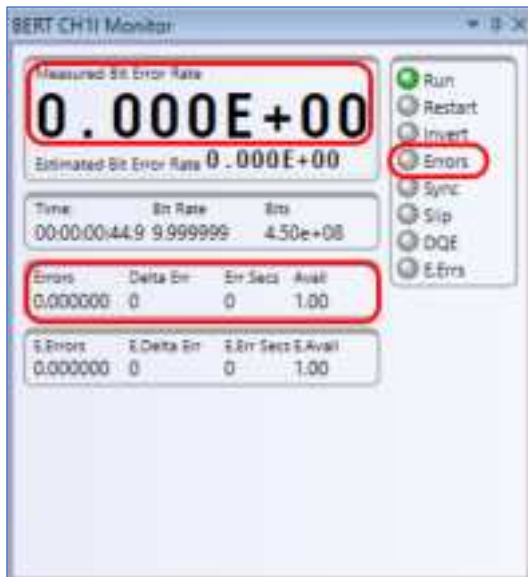 BERT CH1I Monitor
Measured Bit Error Rate
0.000E+00
Estimated Bit Error Rate 0.000E+00
Time Bit Rate Bits
00:00:00:44.9 9.999999 4.50e+08
Errors Delta Err Err Secs Avail
0.000000 0 0 1.00
E.Errors E.Delta Err E.Err Secs E.Avail
0.000000 0 0 1.00
Run
Restart
Invert
Errors
Sync
Slip
DQE
E.Errs